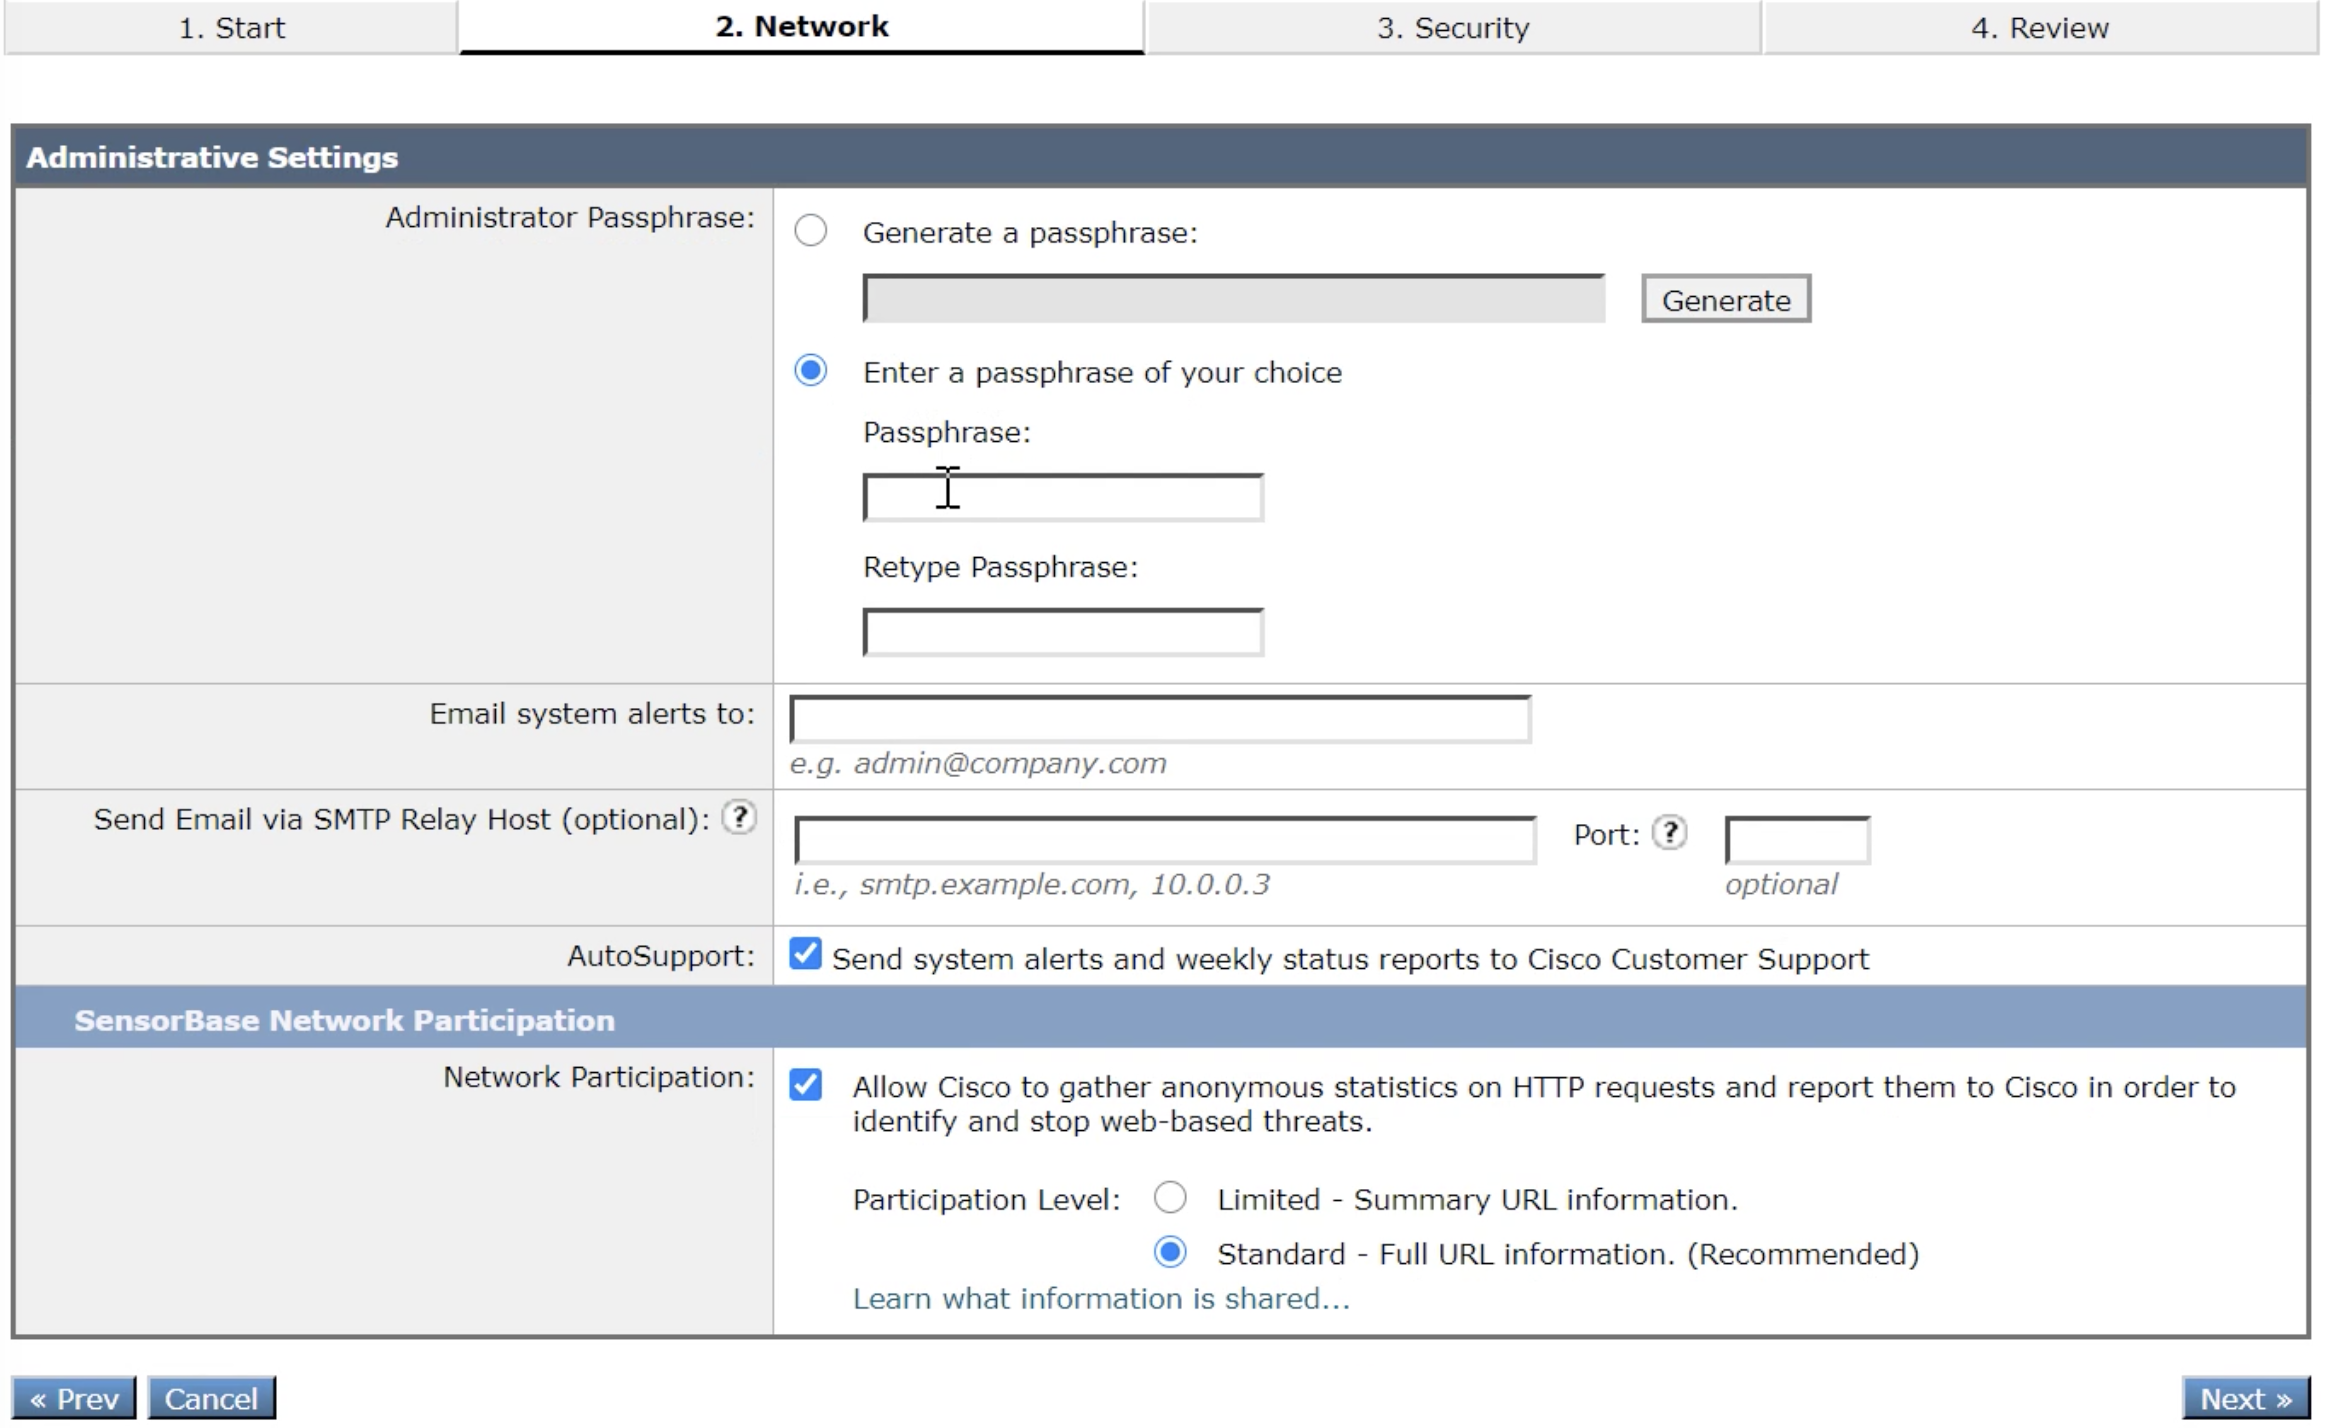 1. Start
2. Network
3. Security
4. Review
Administrative Settings
Administrator Passphrase:
Generate a passphrase:
Generate
Enter a passphrase of your choice
Passphrase:
Retype Passphrase:
Email system alerts to:
e.g. admin@company.com
Send Email via SMTP Relay Host (optional): ?
Port: ?
i.e., smtp.example.com, 10.0.0.3
optional
AutoSupport:
Send system alerts and weekly status reports to Cisco Customer Support
SensorBase Network Participation
Network Participation:
Allow Cisco to gather anonymous statistics on HTTP requests and report them to Cisco in order to
identify and stop web-based threats.
Participation Level:
Limited - Summary URL information.
Standard - Full URL information. (Recommended)
Learn what information is shared...
« Prev
Cancel
Next »